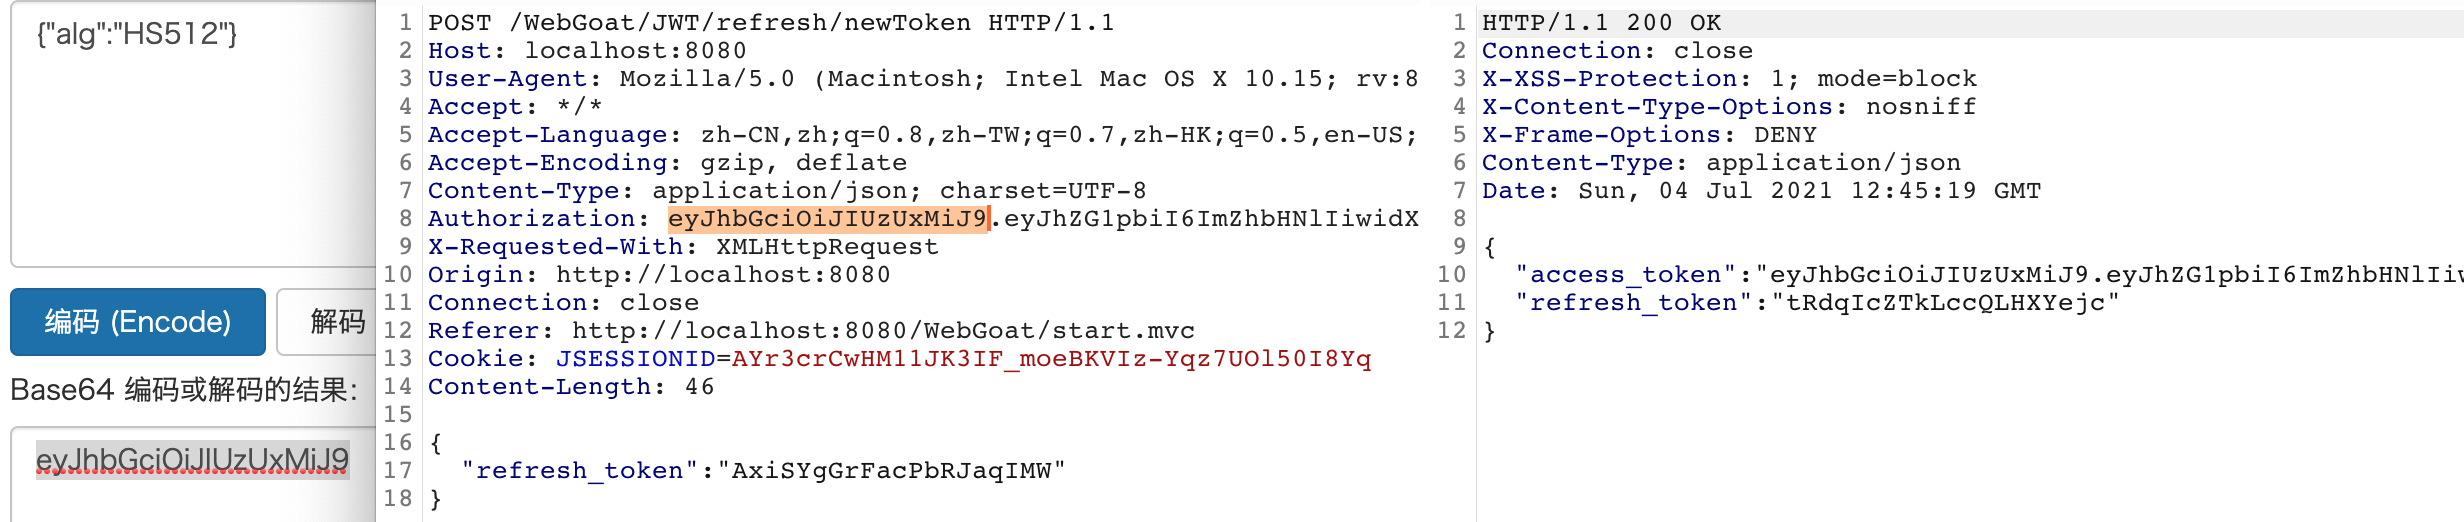 {"alg":"HS512"}
编码 (Encode)
解码
Base64 编码或解码的结果：
eyJhbGciOiJIUzUxMiJ9
1 POST /WebGoat/JWT/refresh/newToken HTTP/1.1
2 Host: localhost:8080
3 User-Agent: Mozilla/5.0 (Macintosh; Intel Mac OS X 10.15; rv:8
4 Accept: */*
5 Accept-Language: zh-CN,zh;q=0.8,zh-TW;q=0.7,zh-HK;q=0.5,en-US;
6 Accept-Encoding: gzip, deflate
7 Content-Type: application/json; charset=UTF-8
8 Authorization: eyJhbGciOiJIUzUxMiJ9.eyJhZG1pbiI6ImZhbHNlIiwidX
9 X-Requested-With: XMLHttpRequest
10 Origin: http://localhost:8080
11 Connection: close
12 Referer: http://localhost:8080/WebGoat/start.mvc
13 Cookie: JSESSIONID=AYr3crCwHM11JK3IF_moeBKVIz-Yqz7UOl50I8Yq
14 Content-Length: 46
15
16 {
17 "refresh_token":"AxiSYgGrFacPbRJaqIMW"
18 }
1 HTTP/1.1 200 OK
2 Connection: close
3 X-XSS-Protection: 1; mode=block
4 X-Content-Type-Options: nosniff
5 X-Frame-Options: DENY
6 Content-Type: application/json
7 Date: Sun, 04 Jul 2021 12:45:19 GMT
8
9 {
10 "access_token":"eyJhbGciOiJIUzUxMiJ9.eyJhZG1pbiI6ImZhbHNlIiw
11 "refresh_token":"tRdqIcZTkLccQLHXYejc"
12 }